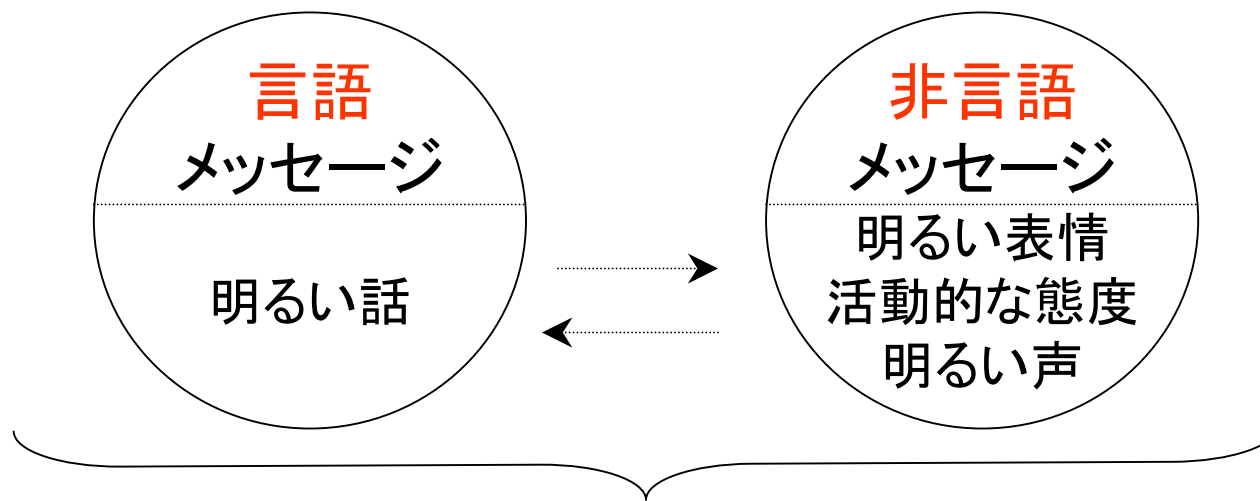 言語
メッセージ
明るい話
非言語
メッセージ
明るい表情
活動的な態度
明るい声